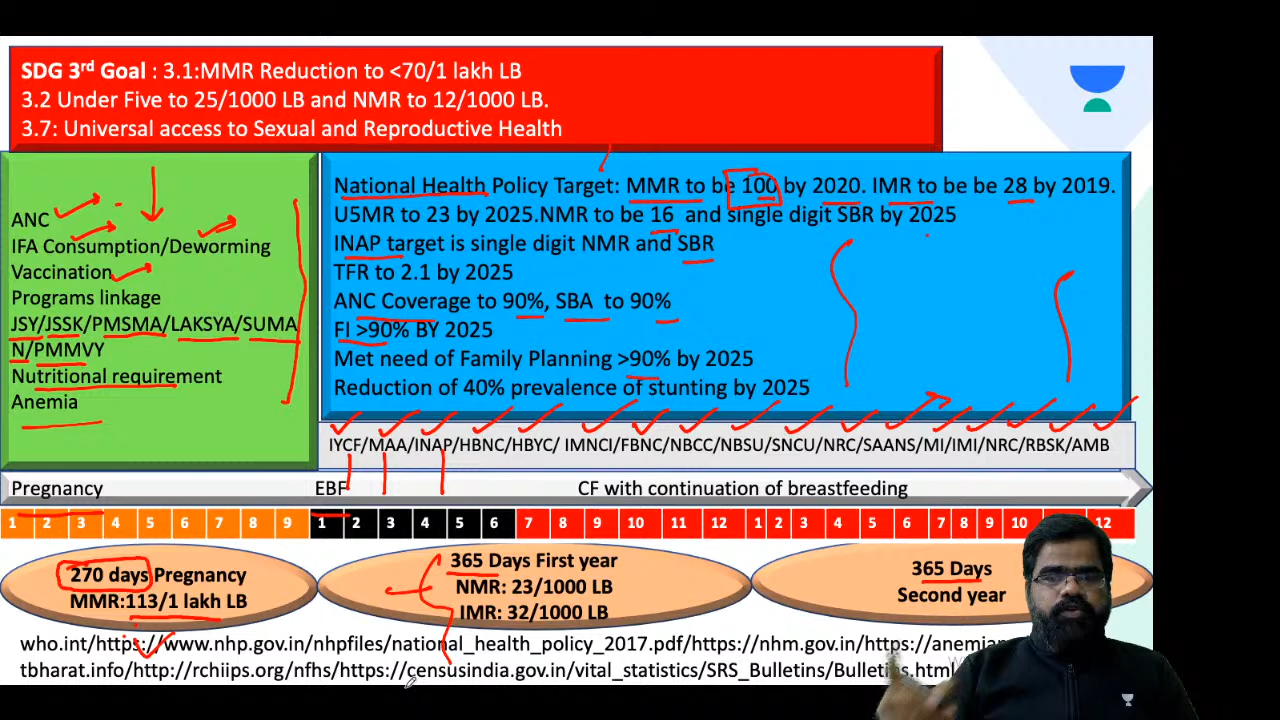 SDG 3rd Goal : 3.1:MMR Reduction to <70/1 lakh LB
3.2 Under Five to 25/1000 LB and NMR to 12/1000 LB.
3.7: Universal access to Sexual and Reproductive Health
ANC
IFA Consumption/Deworming
Vaccination
Programs linkage
JSY/JSSK/PMSMA/LAKSYA/SUMA
N/PMMVY
Nutritional requirement
Anemia
National Health Policy Target: MMR to be 100 by 2020. IMR to be be 28 by 2019.
U5MR to 23 by 2025.NMR to be 16 and single digit SBR by 2025
INAP target is single digit NMR and SBR
TFR to 2.1 by 2025
ANC Coverage to 90%, SBA to 90%
FI >90% BY 2025
Met need of Family Planning >90% by 2025
Reduction of 40% prevalence of stunting by 2025
IYCF/MAA/INAP/HBNC/HBYC/ IMNCI/FBNC/NBCC/NBSU/SNCU/NRC/SAANS/MI/IMI/NRC/RBSK/AMB
Pregnancy EBF CF with continuation of breastfeeding
1 2 3 4 5 6 7 8 9 1 2 3 4 5 6 7 8 9 10 11 12 1 2 3 4 5 6 7 8 9 10 12
270 days Pregnancy
MMR:113/1 lakh LB
365 Days First year
NMR: 23/1000 LB
IMR: 32/1000 LB
365 Days
Second year
who.int/https://www.nhp.gov.in/nhpfiles/national_health_policy_2017.pdf/https://nhm.gov.in/https://anemian
tbharat.info/http://rchiips.org/nfhs/https://censusindia.gov.in/vital_statistics/SRS_Bulletins/Bulletins.html